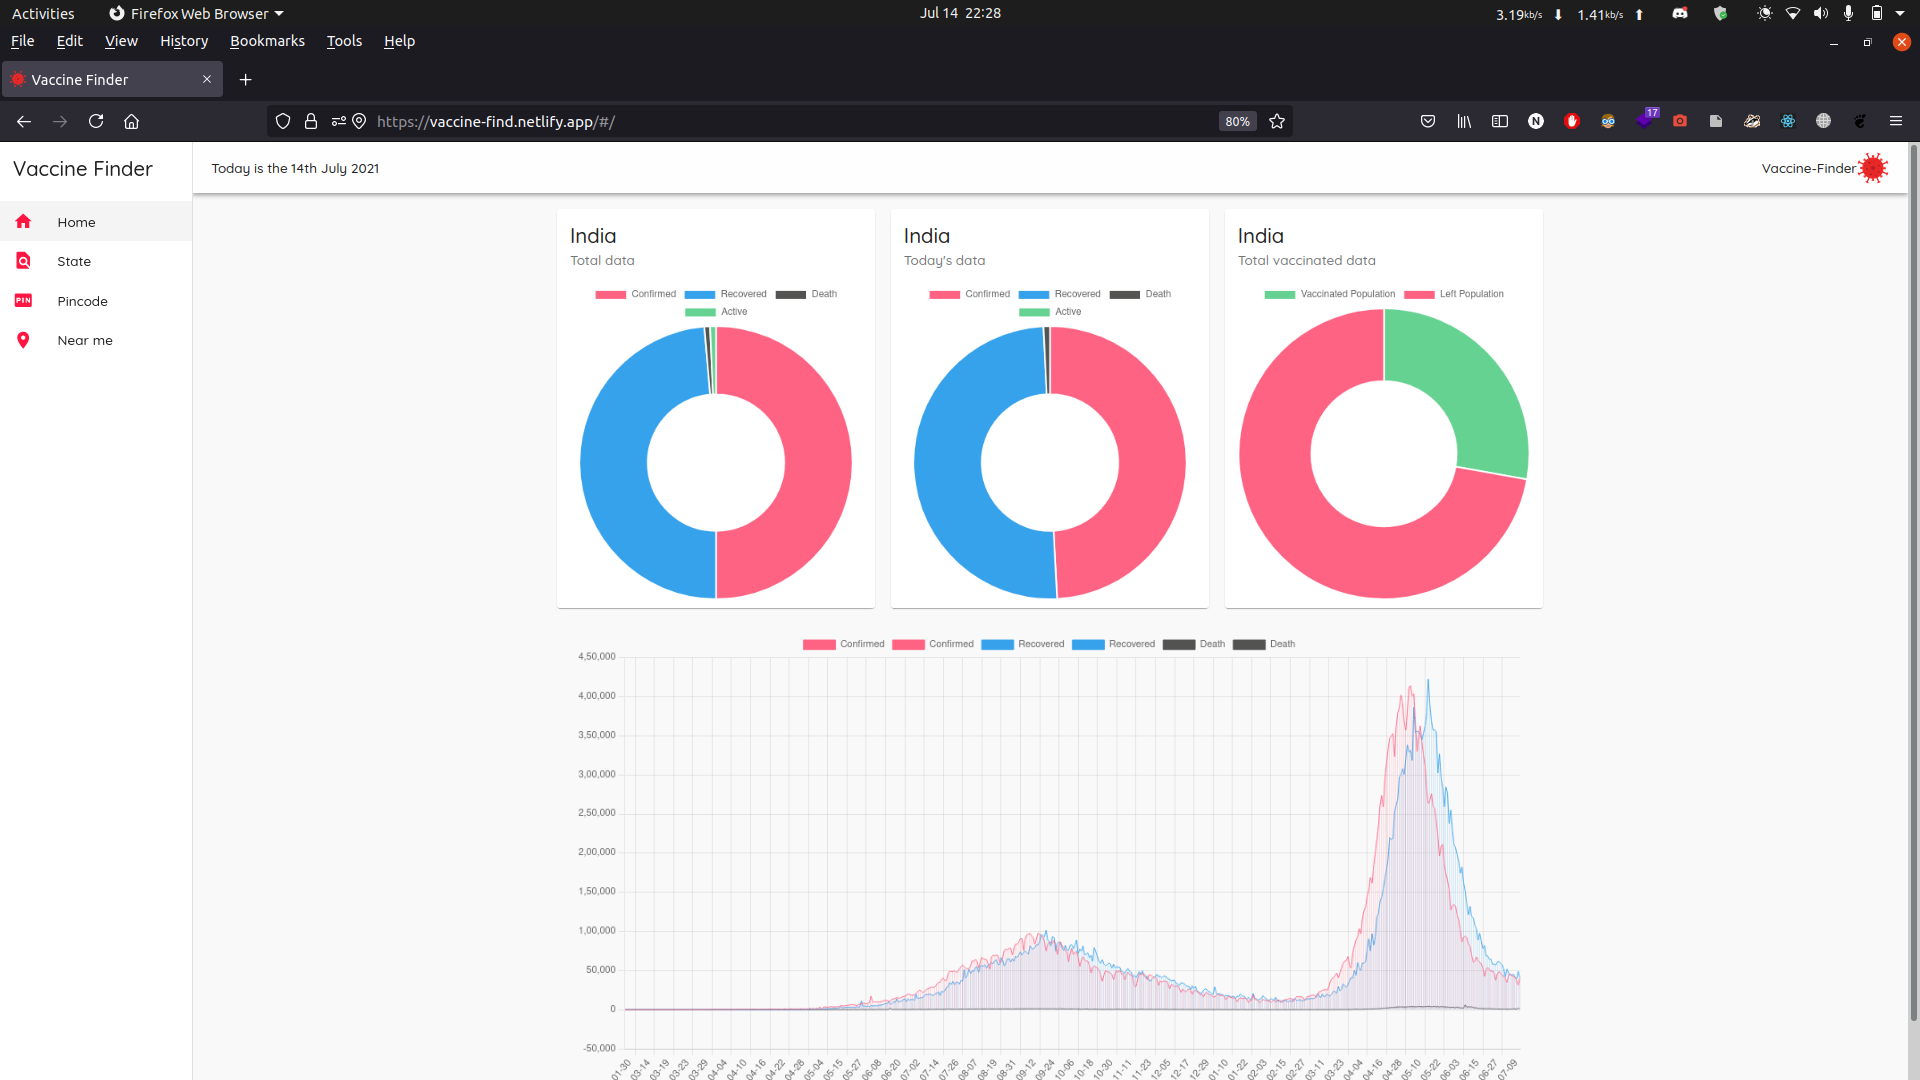 Activities Firefox Web Browser Jul 14 22:28 3.19kb/s 1.41kb/s
File Edit View History Bookmarks Tools Help
Vaccine Finder
https://vaccine-find.netlify.app/#/ 80% N 17
Vaccine Finder
Today is the 14th July 2021
Vaccine-Finder
Home
State
PIN Pincode
Near me
India
Total data
Confirmed Recovered Death
Active
India
Today's data
Confirmed Recovered Death
Active
India
Total vaccinated data
Vaccinated Population Left Population
Confirmed Confirmed Recovered Recovered Death Death
4,50,000
4,00,000
3,50,000
3,00,000
2,50,000
2,00,000
1,50,000
1,00,000
50,000
0
-50,000
01-30 03-14 03-19 03-23 03-29 04-04 04-10 04-16 04-22 04-28 05-04 05-15 05-27 06-08 06-20 07-02 07-14 07-26 08-07 08-19 08-31 09-12 09-24 10-06 10-18 10-30 11-11 11-23 12-05 12-17 12-29 01-10 01-22 02-03 02-15 02-27 03-11 03-23 04-04 04-16 04-28 05-10 05-22 06-03 06-15 06-27 07-09